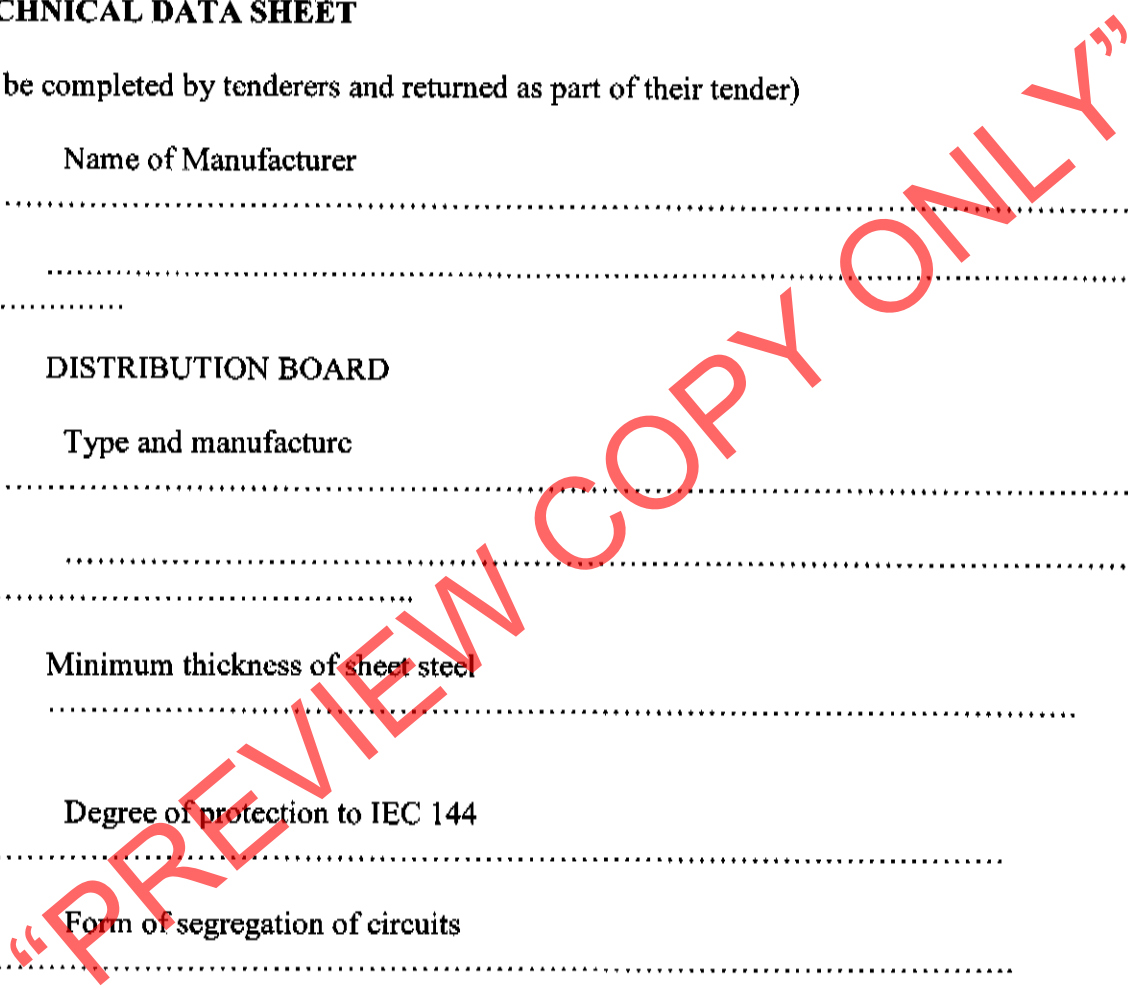 CHNICAL DATA SHEET
be completed by tenderers and returned as part of their tender)
Name of Manufacturer
................................................................................
................................................................................
.............
DISTRIBUTION BOARD
Type and manufacture
................................................................................
................................................................................
........................................
Minimum thickness of sheet steel
................................................................................
Degree of protection to IEC 144
................................................................................
Form of segregation of circuits
................................................................................
“PREVIEW COPY ONLY”